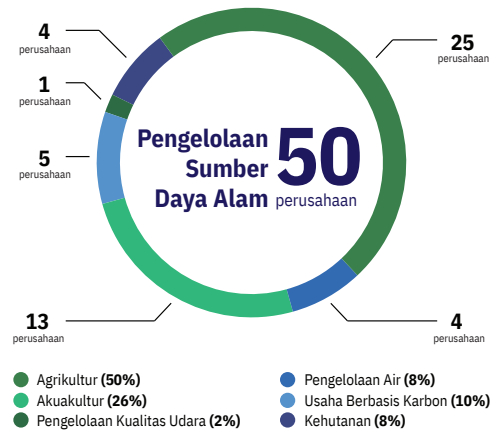 4
perusahaan
25
perusahaan
1
perusahaan
5
perusahaan
Pengelolaan
Sumber
Daya Alam
50
perusahaan
13
perusahaan
4
perusahaan
Agrikultur (50%)
Akuakultur (26%)
Pengelolaan Kualitas Udara (2%)
Pengelolaan Air (8%)
Usaha Berbasis Karbon (10%)
Kehutanan (8%)